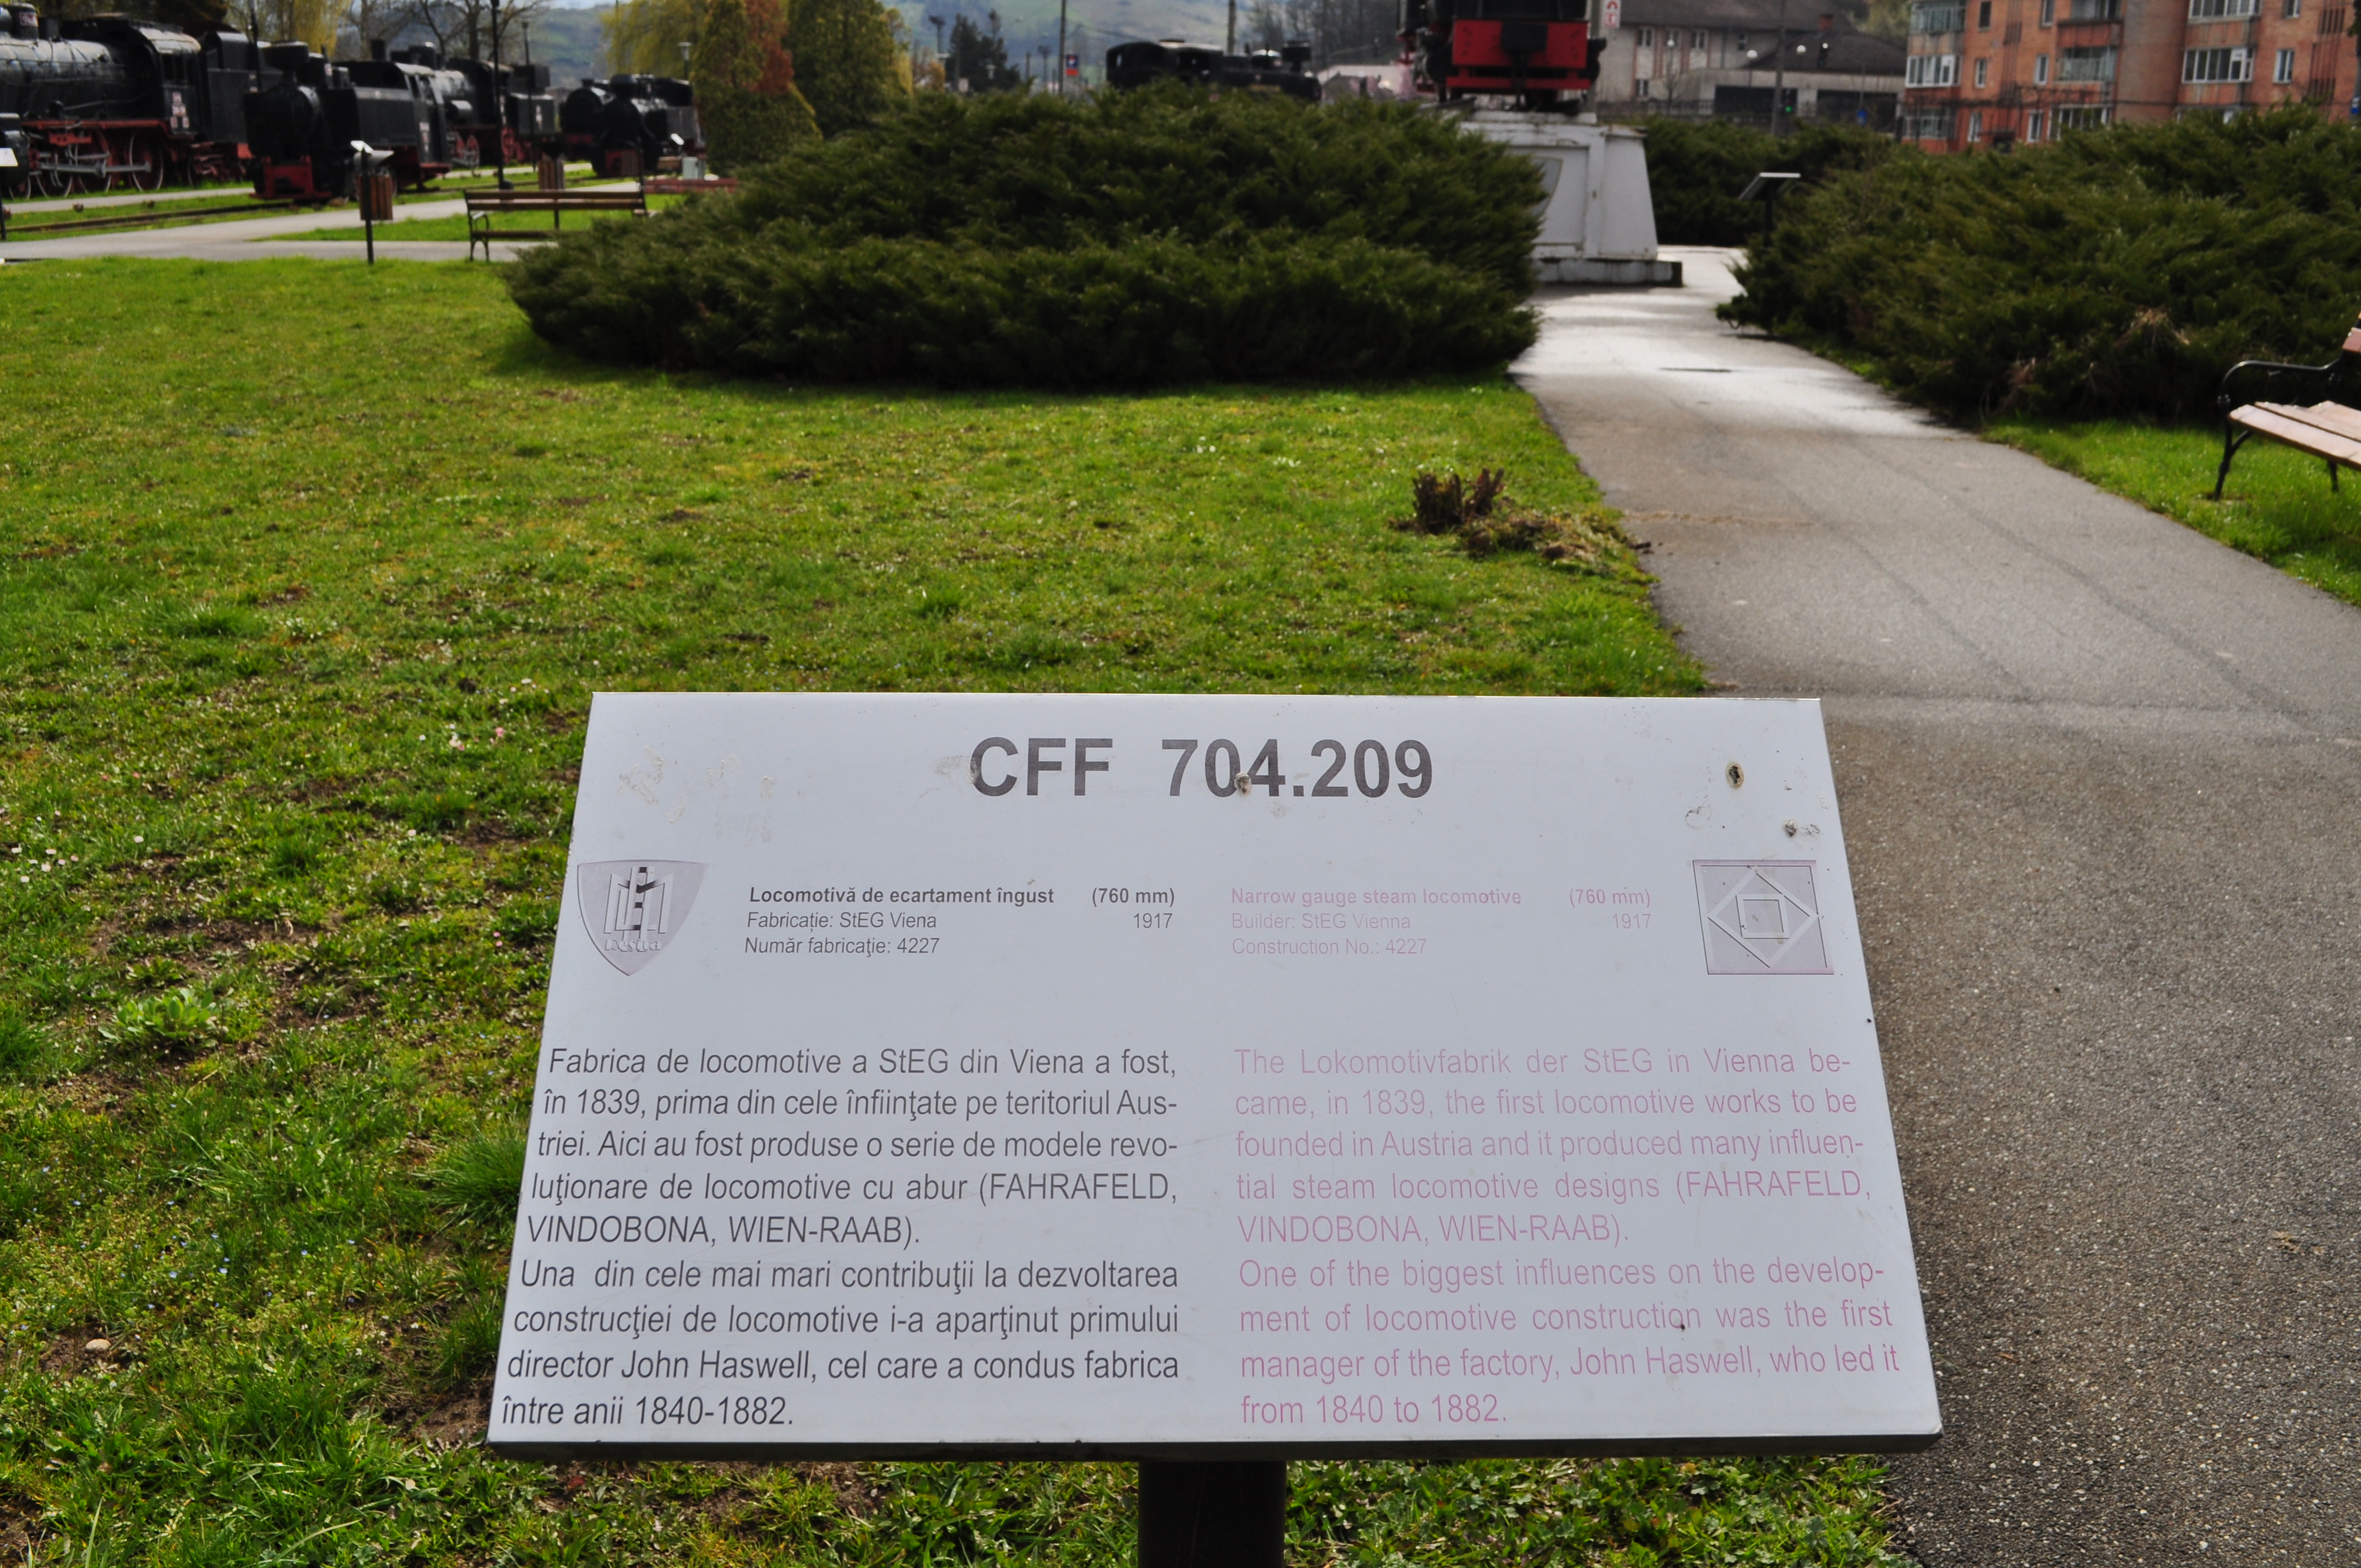 CFF 704.209
Locomotivă de ecartament îngust (760 mm)
Fabricație: StEG Viena 1917
Număr fabricaţie: 4227
Narrow gauge steam locomotive (760 mm)
Builder: StEG Vienna 1917
Construction No.: 4227
Fabrica de locomotive a StEG din Viena a fost,
în 1839, prima din cele înfiinţate pe teritoriul Aus-
triei. Aici au fost produse o serie de modele revo-
luţionare de locomotive cu abur (FAHRAFELD,
VINDOBONA, WIEN-RAAB).
Una din cele mai mari contribuţii la dezvoltarea
construcţiei de locomotive i-a aparţinut primului
director John Haswell, cel care a condus fabrica
între anii 1840-1882.
The Lokomotivfabrik der StEG in Vienna be-
came, in 1839, the first locomotive works to be
founded in Austria and it produced many influen-
tial steam locomotive designs (FAHRAFELD,
VINDOBONA, WIEN-RAAB).
One of the biggest influences on the develop-
ment of locomotive construction was the first
manager of the factory, John Haswell, who led it
from 1840 to 1882.